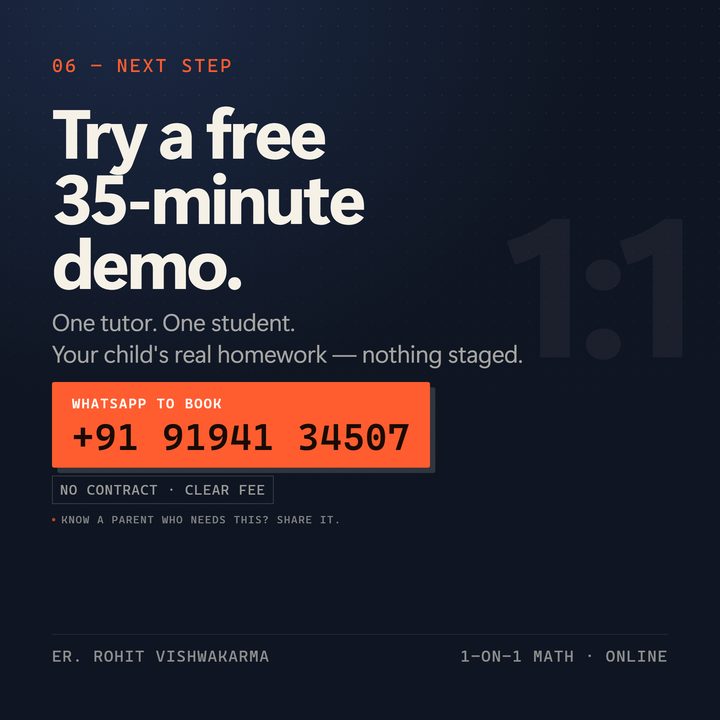 06 — NEXT STEP
Try a free
35-minute
demo.
1:1
One tutor. One student.
Your child's real homework — nothing staged.
WHATSAPP TO BOOK
+91 91941 34507
NO CONTRACT · CLEAR FEE
• KNOW A PARENT WHO NEEDS THIS? SHARE IT.
ER. ROHIT VISHWAKARMA
1-ON-1 MATH · ONLINE